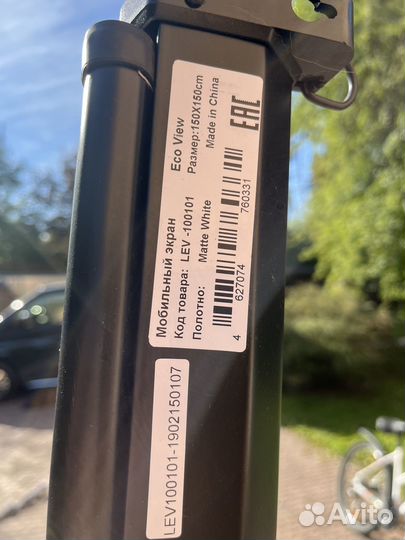 Мобильный экран Eco View
Код товара: LEV -100101 Размер:150X150cm
Полотно: Matte White Made in China
EAC
4 627074 760331
LEV100101-1902150107
Avito